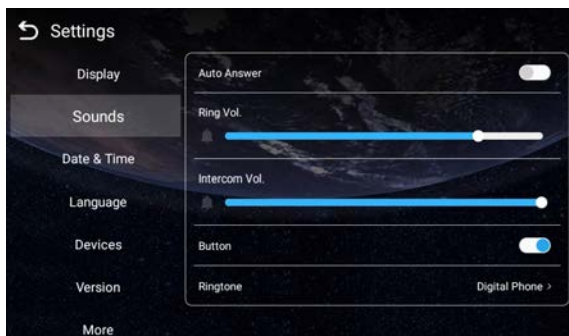 Settings
Display
Sounds
Date & Time
Language
Devices
Version
More
Auto Answer
Ring Vol.
Intercom Vol.
Button
Ringtone Digital Phone >